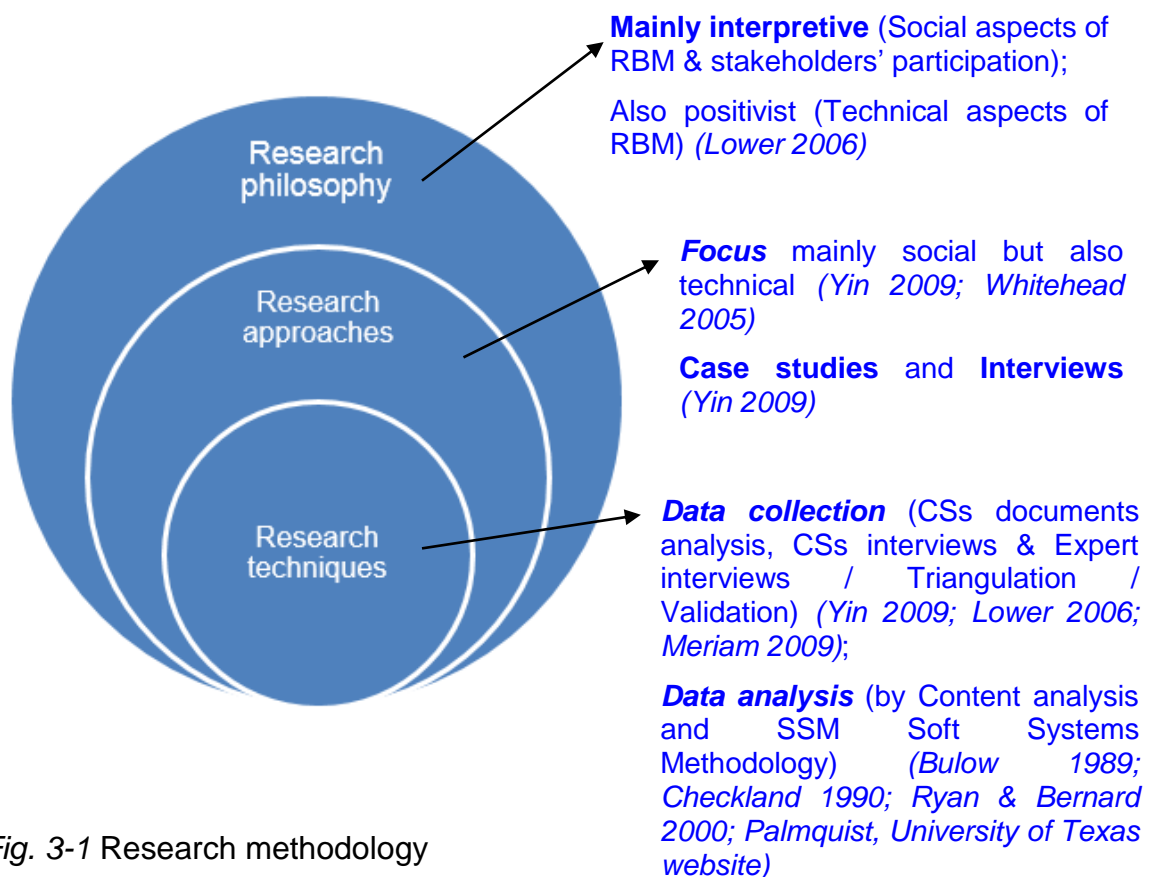 Mainly interpretive (Social aspects of
RBM & stakeholders' participation);
Also positivist (Technical aspects of
RBM) (Lower 2006)
Research
philosophy
Focus mainly social but also
technical (Yin 2009; Whitehead
2005)
Case studies and Interviews
(Yin 2009)
Research
approaches
Data collection (CSs documents
analysis, CSs interviews & Expert
interviews / Triangulation /
Validation) (Yin 2009; Lower 2006;
Meriam 2009);
Research
techniques
Data analysis (by Content analysis
and SSM Soft Systems
Methodology) (Bulow 1989;
Checkland 1990; Ryan & Bernard
2000; Palmquist, University of Texas
website)
Fig. 3-1 Research methodology